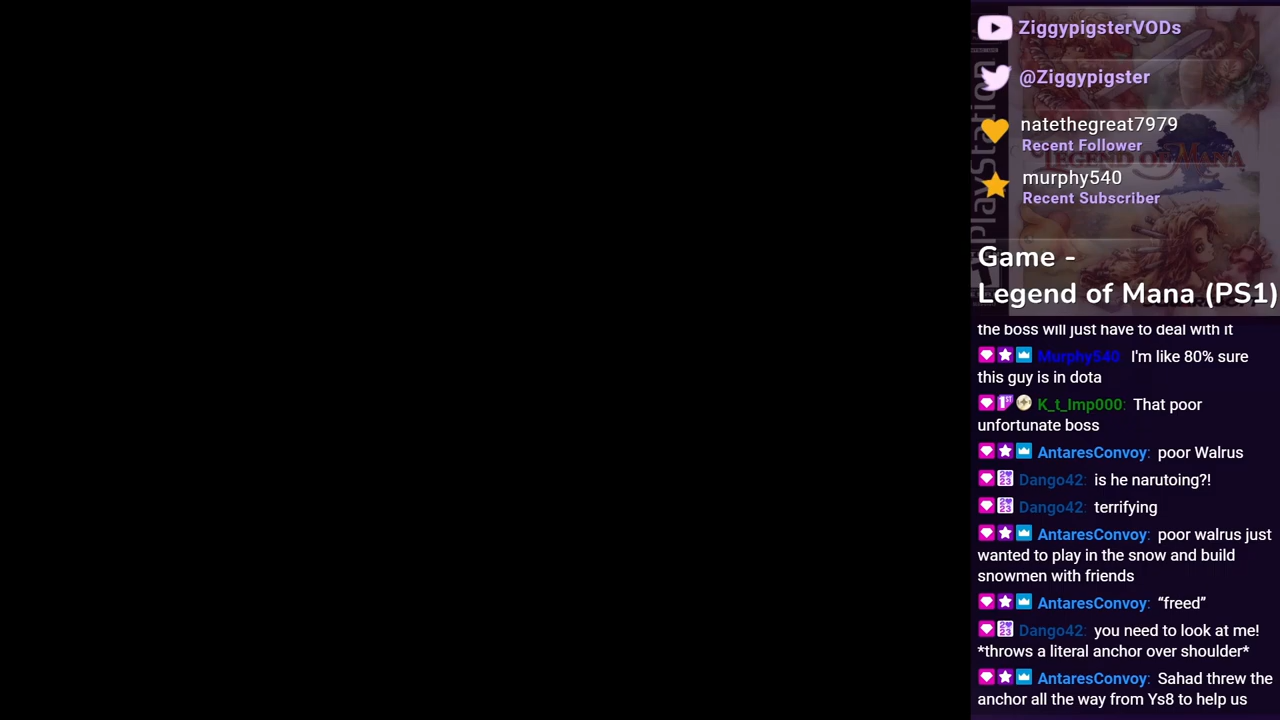 ZiggypigsterVODs
@Ziggypigster
natethegreat7979
Recent Follower
murphy540
Recent Subscriber
PlayStation
LEGEND OF MANA
Game -
Legend of Mana (PS1)
the boss will just have to deal with it
Murphy540 I'm like 80% sure
this guy is in dota
K_t_Imp000: That poor
unfortunate boss
AntaresConvoy: poor Walrus
Dango42: is he narutoing?!
Dango42: terrifying
AntaresConvoy: poor walrus just
wanted to play in the snow and build
snowmen with friends
AntaresConvoy: “freed”
Dango42: you need to look at me!
*throws a literal anchor over shoulder*
AntaresConvoy: Sahad threw the
anchor all the way from Ys8 to help us